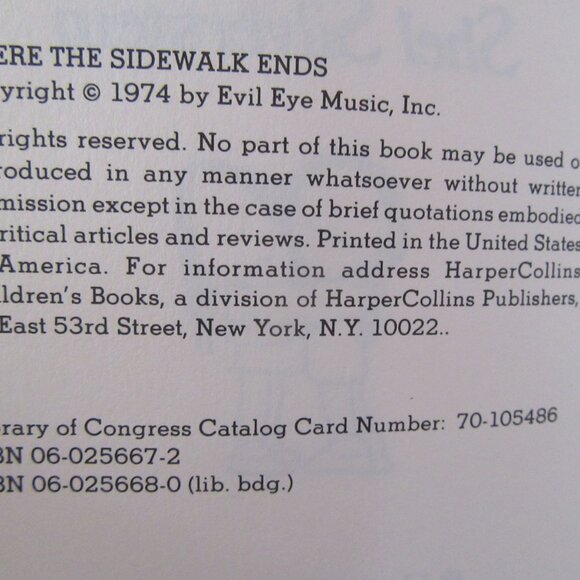 ERE THE SIDEWALK ENDS
yright © 1974 by Evil Eye Music, Inc.
rights reserved. No part of this book may be used o
roduced in any manner whatsoever without written
mission except in the case of brief quotations embodied
ritical articles and reviews. Printed in the United States
America. For information address HarperCollins
ildren's Books, a division of HarperCollins Publishers,
East 53rd Street, New York, N.Y. 10022..
rary of Congress Catalog Card Number: 70-105486
BN 06-025667-2
BN 06-025668-0 (lib. bdg.)